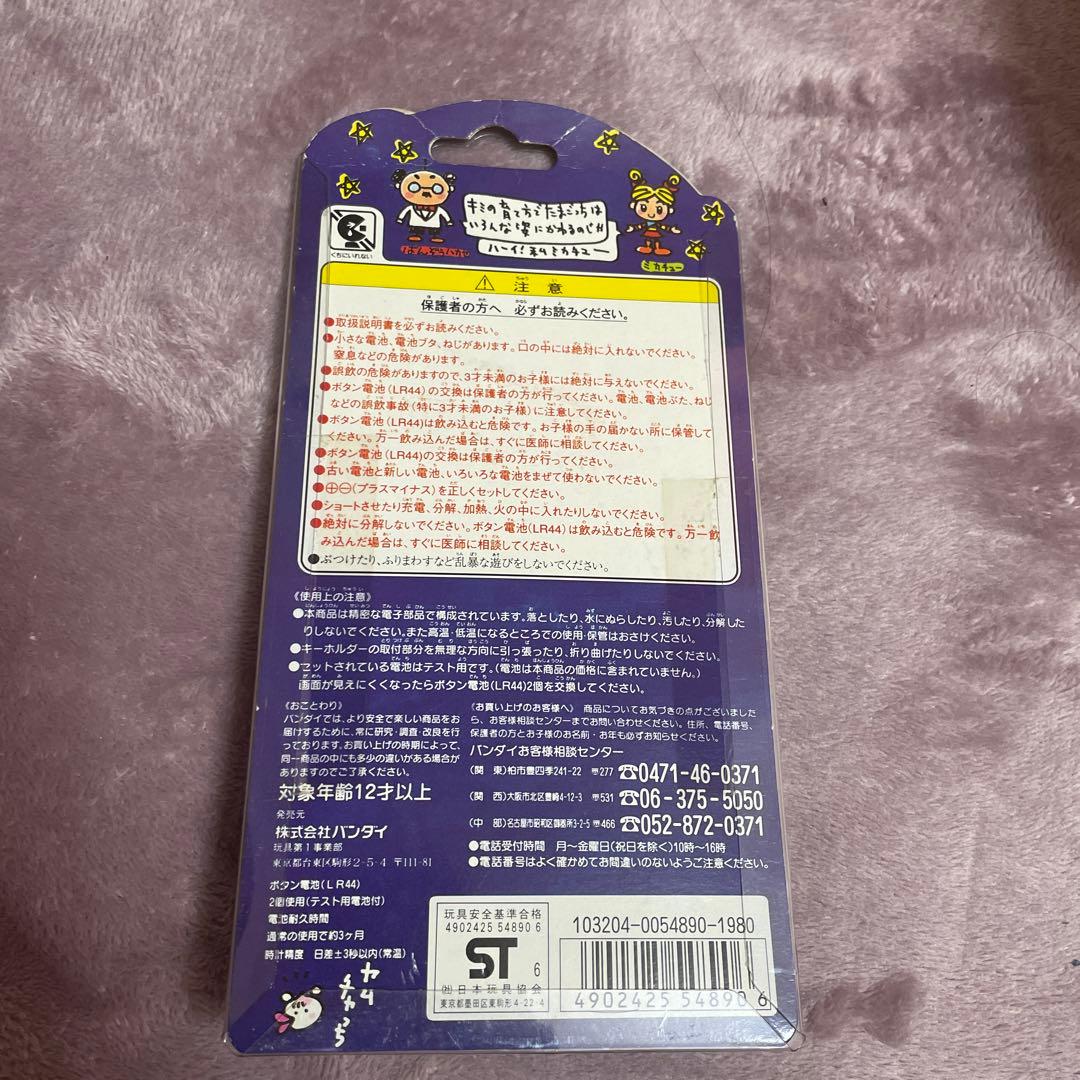 キミの育て方でたまごっちは
いろんな姿にかわるのじゃ!!
ハーイ!私ミカチュー
ばんぞうハカセ
ミカチュー
くちにいれない
注意
保護者の方へ 必ずお読みください。
●取扱説明書を必ずお読みください。
●小さな電池、電池ブタ、ねじがあります。口の中には絶対に入れないでください。
窒息などの危険があります。
●誤飲の危険がありますので、3才未満のお子様には絶対に与えないでください。
●ボタン電池(LR44)の交換は保護者の方が行ってください。電池、電池ぶた、ねじ
などの誤飲事故(特に3才未満のお子様)に注意してください。
●ボタン電池(LR44)は飲み込むと危険です。お子様の手の届かない所に保管して
ください。万一飲み込んだ場合は、すぐに医師に相談してください。
●ボタン電池(LR44)の交換は保護者の方が行ってください。
●古い電池と新しい電池、いろいろな電池をまぜて使わないでください。
●⊕⊖(プラスマイナス)を正しくセットしてください。
●ショートさせたり充電、分解、加熱、火の中に入れたりしないでください。
●絶対に分解しないでください。ボタン電池(LR44)は飲み込むと危険です。万一飲
み込んだ場合は、すぐに医師に相談してください。
●ぶつけたり、ふりまわすなど乱暴な遊びをしないでください。
《使用上の注意》
●本商品は精密な電子部品で構成されています。落としたり、水にぬらしたり、汚したり、分解した
りしないでください。また高温・低温になるところでの使用・保管はおさけください。
●キーホルダーの取付部分を無理な方向に引っ張ったり、折り曲げたりしないでください。
●セットされている電池はテスト用です。(電池は本商品の価格に含まれていません。)
画面が見えにくくなったらボタン電池(LR44)2個を交換してください。
《おことわり》
バンダイでは、より安全で楽しい商品をお
届けするために、常に研究・調査・改良を行
っております。お買い上げの時期によって、
同一商品の中にも多少の違いがある場合が
ありますのでご了承ください。
対象年齢12才以上
発売元
株式会社バンダイ
玩具第1事業部
東京都台東区駒形2-5-4 〒111-81
《お買い上げのお客様へ》 商品についてお気づきの点がございました
ら、お客様相談センターまでお問い合わせください。住所、電話番号、
保護者の方とお子様のお名前・お年も必ずお知らせください。
バンダイお客様相談センター
(関 東)柏市豊四季241-22 〒277 ☎0471-46-0371
(関 西)大阪市北区豊崎4-12-3 〒531 ☎06-375-5050
(中 部)名古屋市昭和区御器所3-2-5 〒466 ☎052-872-0371
●電話受付時間 月〜金曜日(祝日を除く)10時〜16時
●電話番号はよく確かめてお間違いのないようご注意ください。
ボタン電池(LR44)
2個使用(テスト用電池付)
電池耐久時間
通常の使用で約3ヶ月
時計精度 日差±3秒以内(常温)
玩具安全基準合格
4902425 54890 6
ST 6
(社)日本玩具協会
東京都墨田区東駒形4-22-4
103204-0054890-1980
4902425 54890 6